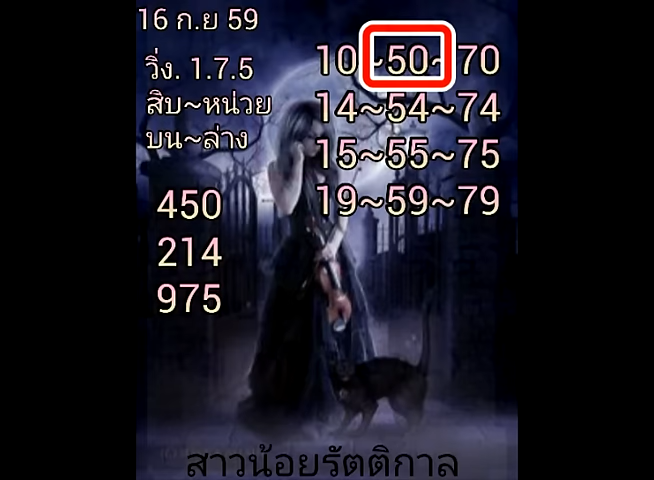 16 ก.ย 59
วิ่ง. 1.7.5
สิบ~หน่วย
บน~ล่าง
450
214
975
10~50~70
14~54~74
15~55~75
19~59~79
สาวน้อยรัตติกาล